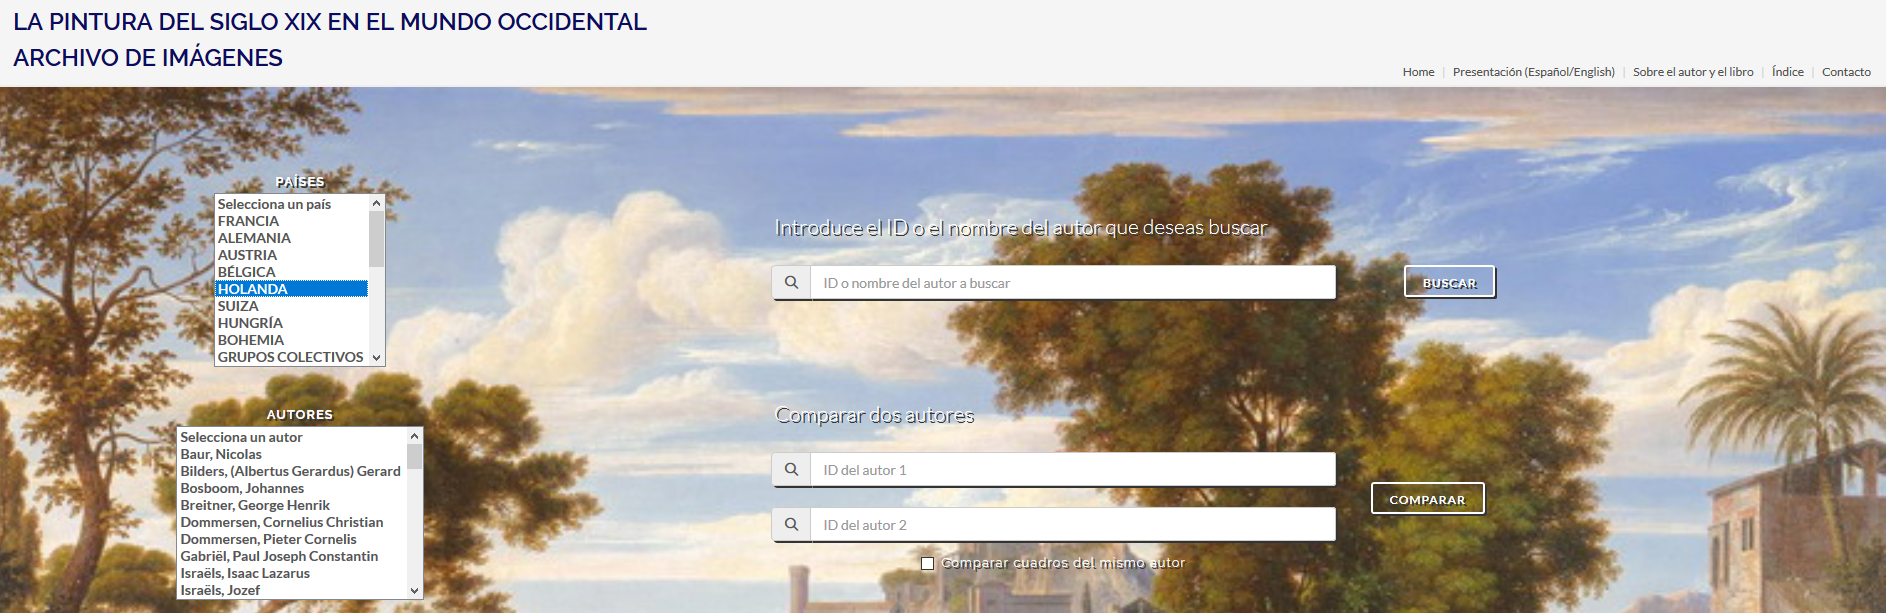 LA PINTURA DEL SIGLO XIX EN EL MUNDO OCCIDENTAL
ARCHIVO DE IMÁGENES
Home | Presentación (Español/English) | Sobre el autor y el libro | Índice | Contacto
PAÍSES
Selecciona un país
FRANCIA
ALEMANIA
AUSTRIA
BÉLGICA
HOLANDA
SUIZA
HUNGRÍA
BOHEMIA
GRUPOS COLECTIVOS
AUTORES
Selecciona un autor
Baur, Nicolas
Bilders, (Albertus Gerardus) Gerard
Bosboom, Johannes
Breitner, George Henrik
Dommersen, Cornelius Christian
Dommersen, Pieter Cornelis
Gabriël, Paul Joseph Constantin
Israëls, Isaac Lazarus
Israëls, Jozef
Introduce el ID o el nombre del autor que deseas buscar
ID o nombre del autor a buscar
BUSCAR
Comparar dos autores
ID del autor 1
ID del autor 2
COMPARAR
Comparar cuadros del mismo autor